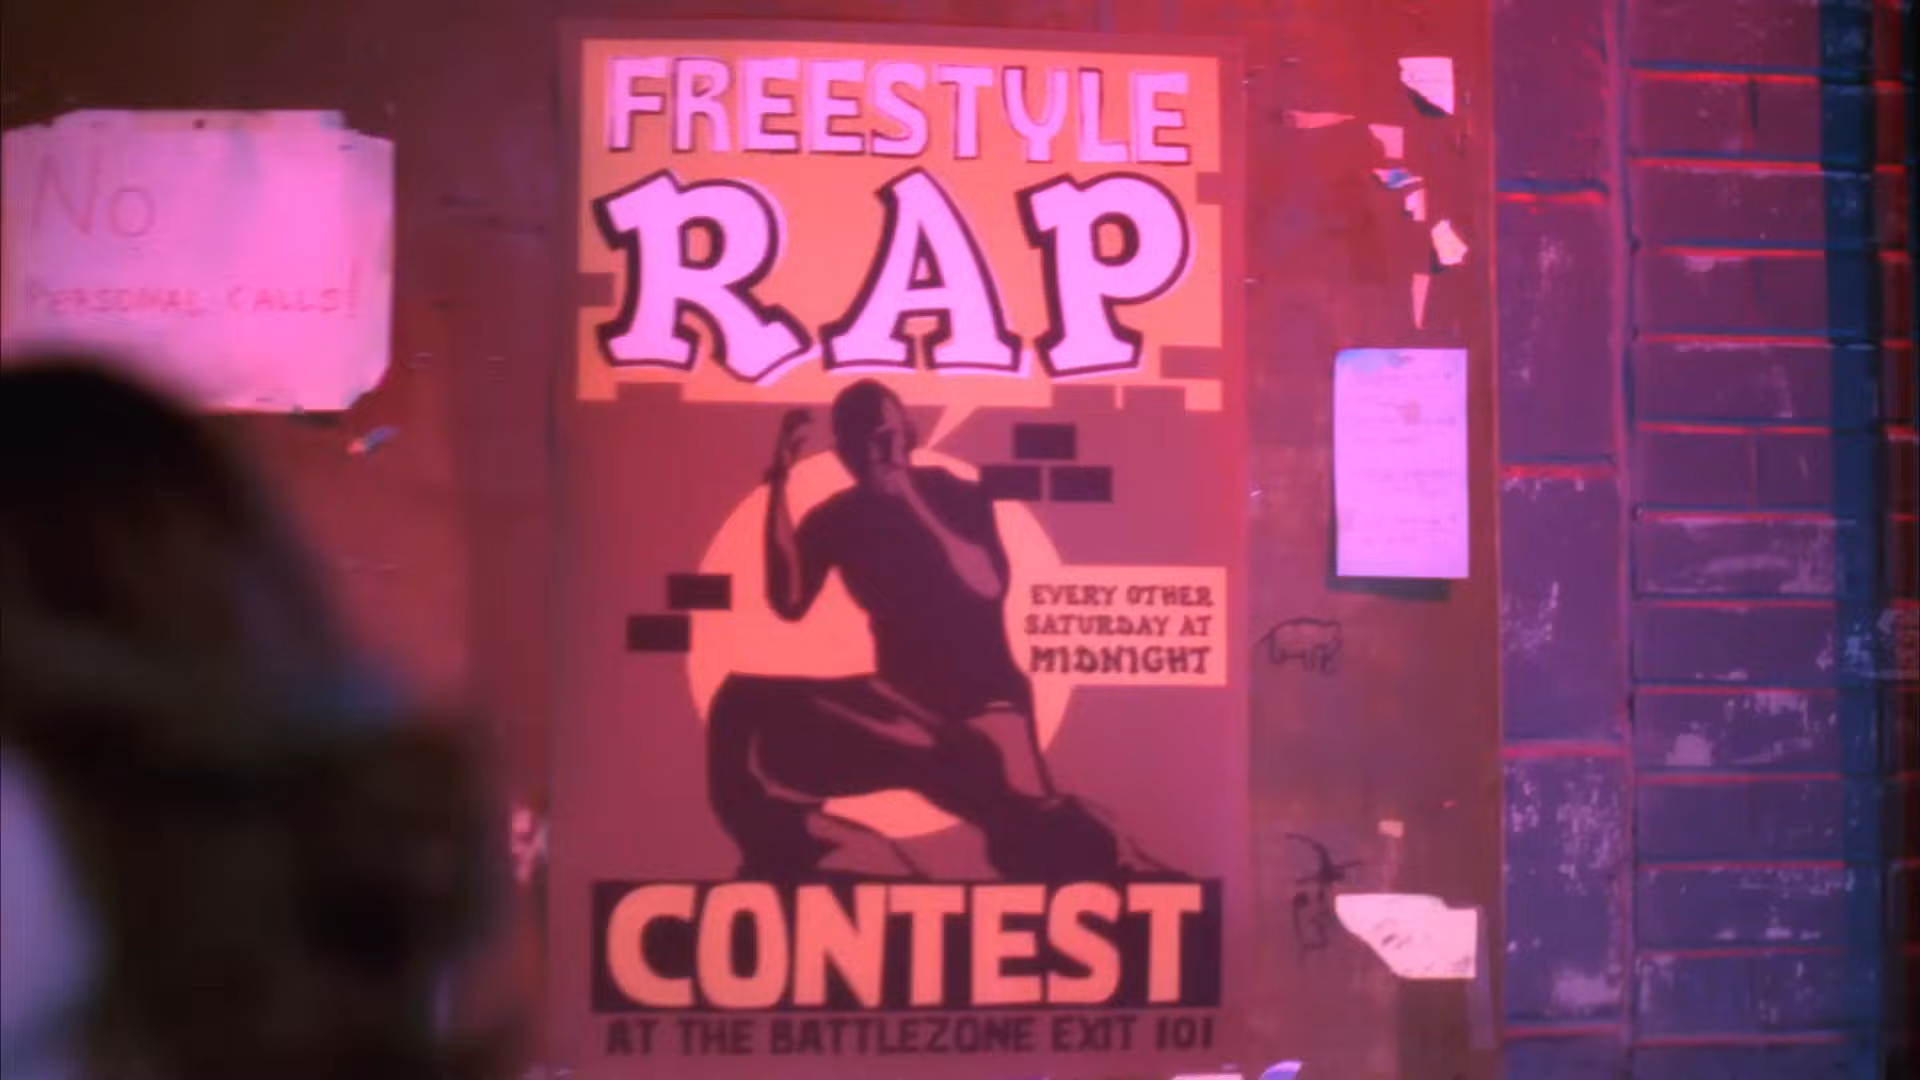 No
PERSONAL CALLS!
FREESTYLE
RAP
EVERY OTHER
SATURDAY AT
MIDNIGHT
CONTEST
AT THE BATTLEZONE EXIT 101